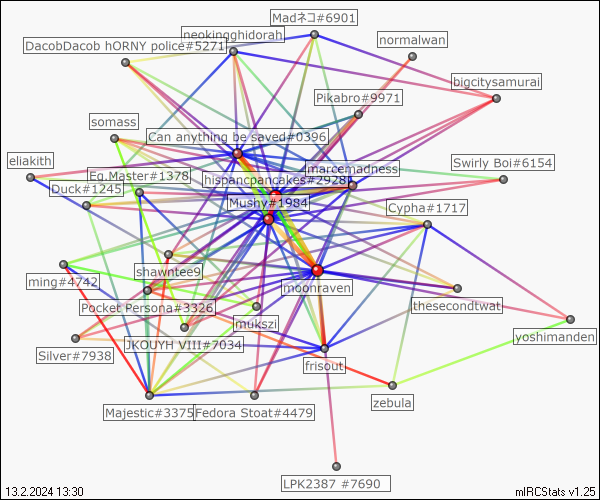 Madネコ#6901
neokingghidorah
DacobDacob hORNY police#5271
normalwan
bigcitysamurai
Pikabro#9971
somass
Can anything be saved#0396
eliakith
Swirly Boi#6154
marcemadness
Eg.Master#1378
hispancpancakes#2928
Duck#1245
Mushy#1984
Cypha#1717
shawntee9
ming#4742
moonraven
thesecondtwat
Pocket Persona#3326
mukszi
yoshimanden
JKOUYH VIII#7034
Silver#7938
frisout
zebula
Majestic#3375
Fedora Stoat#4479
LPK2387 #7690
13.2.2024 13:30
mIRCStats v1.25